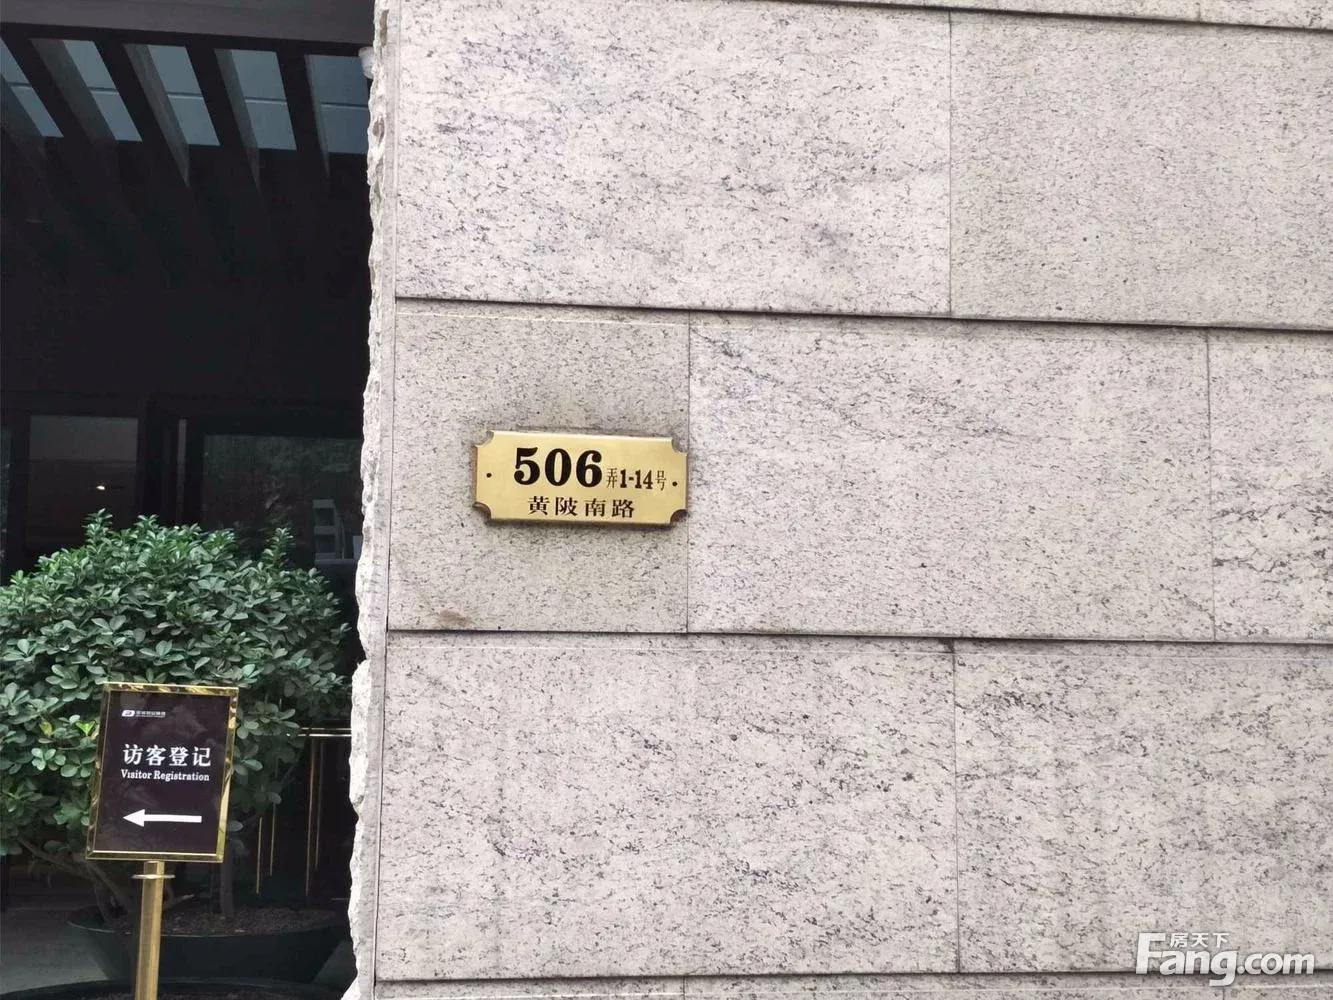 506弄1-14号
黄陂南路
访客登记
Visitor Registration
房天下
Fang.com